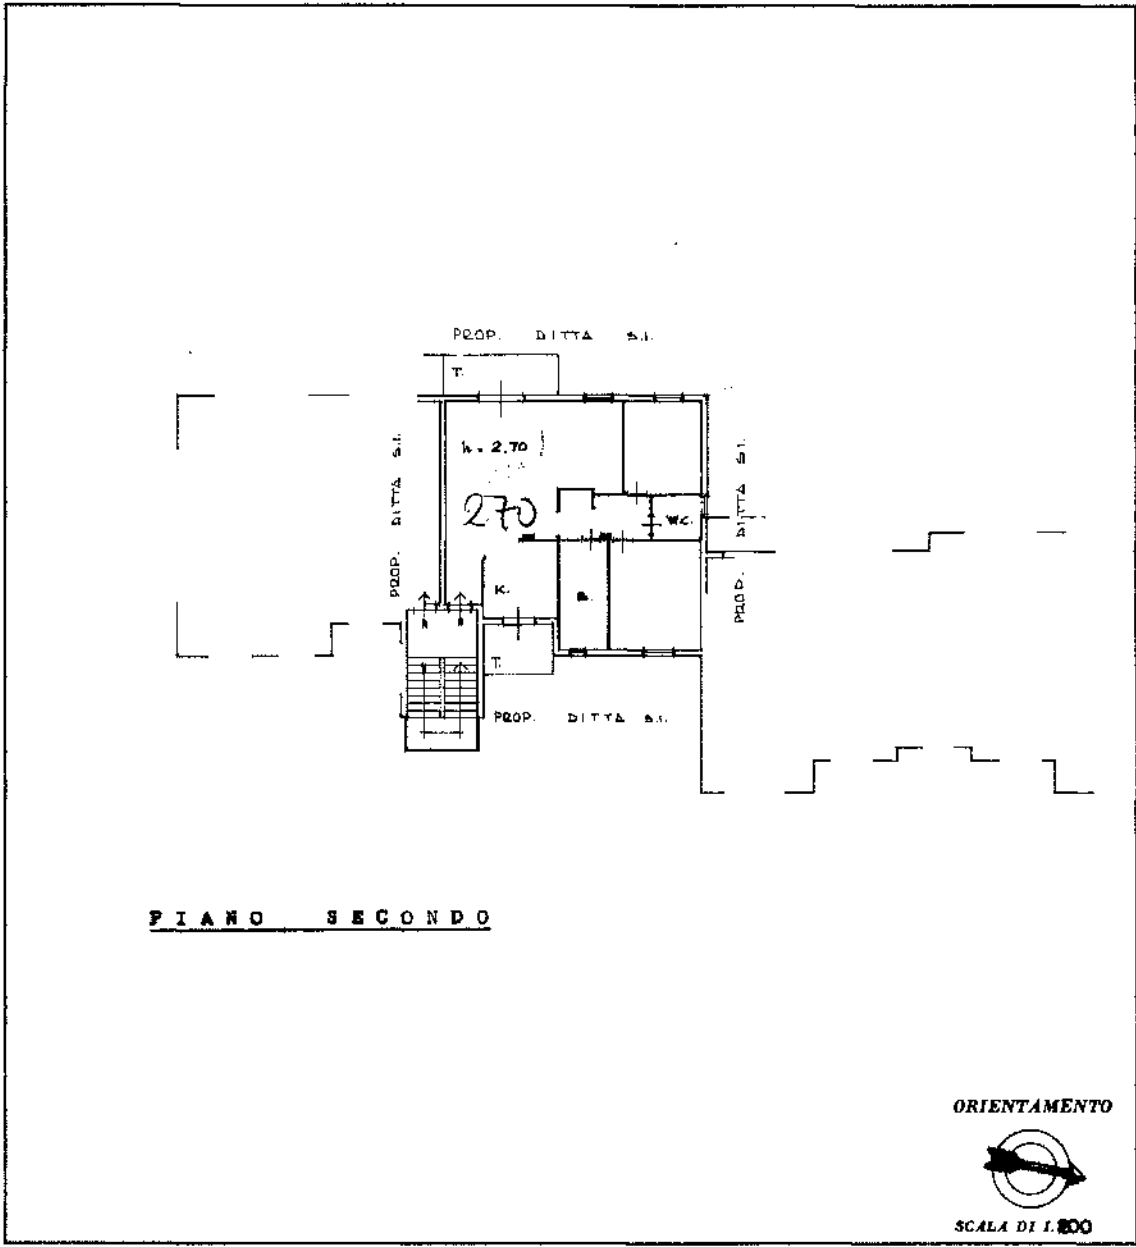 PROP. DITTA S.I.
T.
h = 2.70
PROP. DITTA S.I.
PROP. DITTA S.I.
270
W.C.
K.
B.
T.
PROP. DITTA S.I.
PIANO SECONDO
ORIENTAMENTO
SCALA DI 1:200